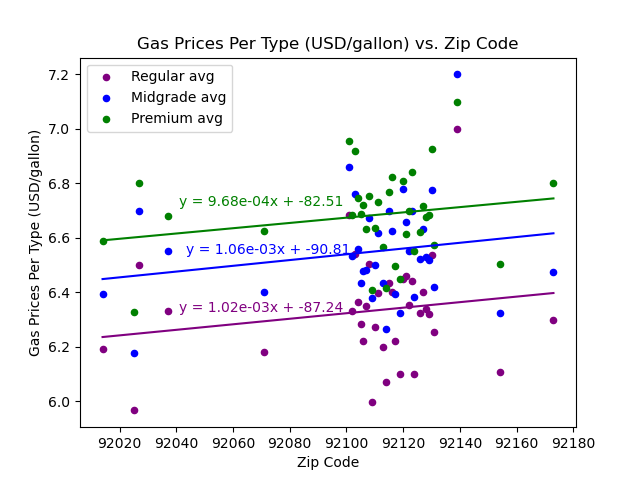 Gas Prices Per Type (USD/gallon) vs. Zip Code
Regular avg
Midgrade avg
Premium avg
7.2
7.0
6.8
6.6
6.4
6.2
6.0
Gas Prices Per Type (USD/gallon)
y = 9.68e-04x + -82.51
y = 1.06e-03x + -90.81
y = 1.02e-03x + -87.24
92020 92040 92060 92080 92100 92120 92140 92160 92180
Zip Code